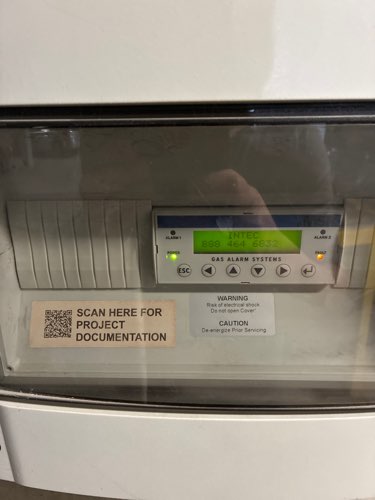 INTEC
888 464 6832
ALARM 1
ALARM 2
POWER
FAULT
GAS ALARM SYSTEMS
ESC
WARNING
Risk of electrical shock
Do not open Cover!
CAUTION
De-energize Prior Servicing
SCAN HERE FOR
PROJECT
DOCUMENTATION